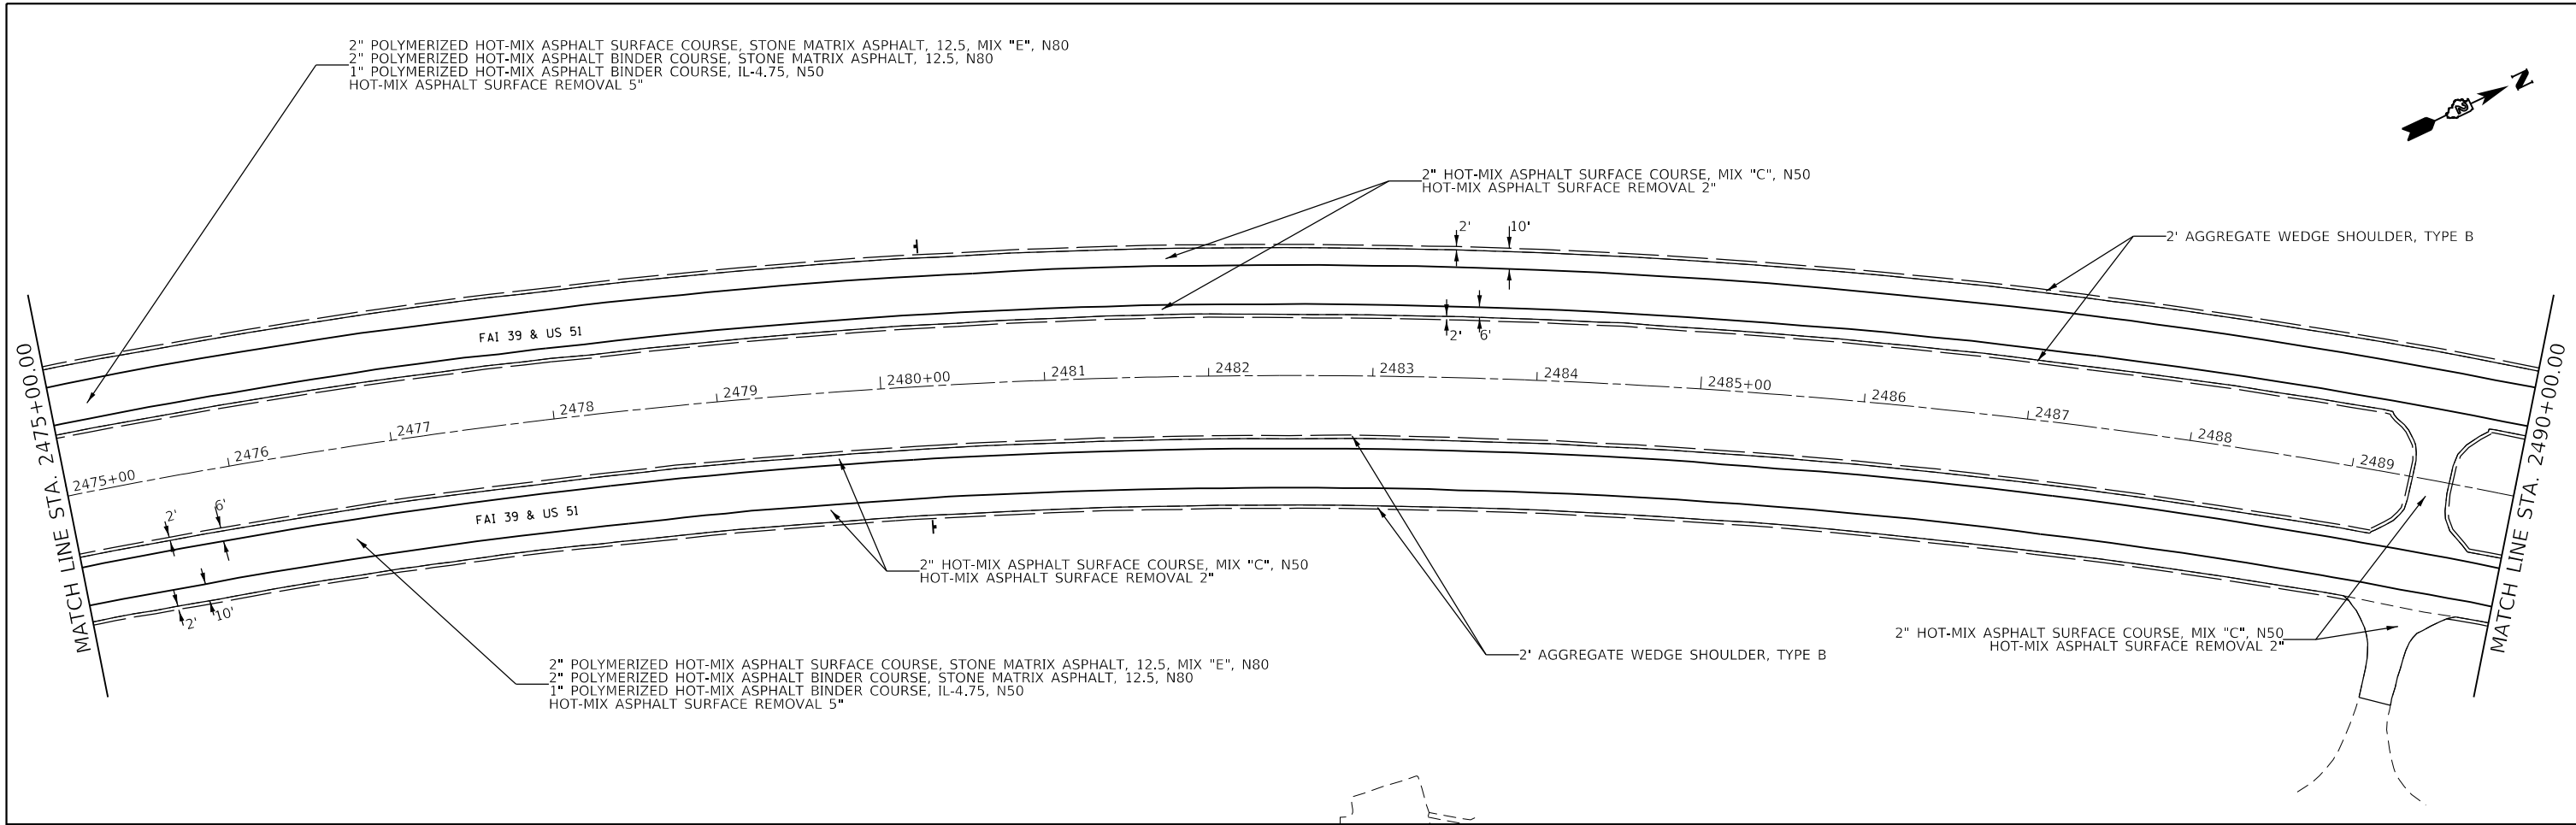 2" POLYMERIZED HOT-MIX ASPHALT SURFACE COURSE, STONE MATRIX ASPHALT, 12.5, MIX "E", N80
2" POLYMERIZED HOT-MIX ASPHALT BINDER COURSE, STONE MATRIX ASPHALT, 12.5, N80
1" POLYMERIZED HOT-MIX ASPHALT BINDER COURSE, IL-4.75, N50
HOT-MIX ASPHALT SURFACE REMOVAL 5"
N
2" HOT-MIX ASPHALT SURFACE COURSE, MIX "C", N50
HOT-MIX ASPHALT SURFACE REMOVAL 2"
2'
10'
2' AGGREGATE WEDGE SHOULDER, TYPE B
FAI 39 & US 51
2'
6'
MATCH LINE STA. 2475+00.00
2475+00
2476
2477
2478
2479
2480+00
2481
2482
2483
2484
2485+00
2486
2487
2488
2489
MATCH LINE STA. 2490+00.00
2'
6'
FAI 39 & US 51
2'
10'
2" HOT-MIX ASPHALT SURFACE COURSE, MIX "C", N50
HOT-MIX ASPHALT SURFACE REMOVAL 2"
2" HOT-MIX ASPHALT SURFACE COURSE, MIX "C", N50
HOT-MIX ASPHALT SURFACE REMOVAL 2"
2' AGGREGATE WEDGE SHOULDER, TYPE B
2" POLYMERIZED HOT-MIX ASPHALT SURFACE COURSE, STONE MATRIX ASPHALT, 12.5, MIX "E", N80
2" POLYMERIZED HOT-MIX ASPHALT BINDER COURSE, STONE MATRIX ASPHALT, 12.5, N80
1" POLYMERIZED HOT-MIX ASPHALT BINDER COURSE, IL-4.75, N50
HOT-MIX ASPHALT SURFACE REMOVAL 5"